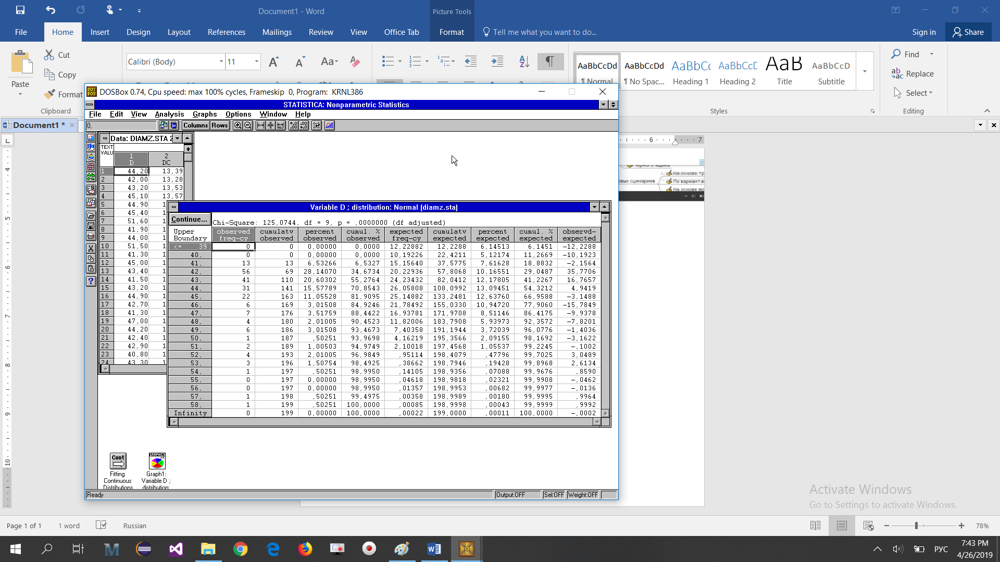 Document1 - Word
Picture Tools
File Home Insert Design Layout References Mailings Review View Office Tab Format Tell me what you want to do... Sign in Share
Paste
Cut
Copy
Format
Clipboard
Calibri (Body) 11
Aa
AaBbCcDd AaBbCcDd AaBbCc AaBbCcE AaB AaBbCcD
¶ Normal ¶ No Spac... Heading 1 Heading 2 Title Subtitle
Styles
Find
Replace
Select
Editing
Document1 *
DOSBox 0.74, Cpu speed: max 100% cycles, Frameskip 0, Program: KRNL386
STATISTICA: Nonparametric Statistics
File Edit View Analysis Graphs Options Window Help
0, Columns Rows
Data: DIAMZ.STA 2
TEXT VALU
1 D 2 DC
1 44,20 13,39
2 42,00 13,28
3 43,20 13,53
4 45,10 13,57
5 44,90 1
6 45,40 1
7 51,60 1
8 41,90 1
9 44,00 1
10 51,50 1
11 41,30 1
12 45,00 1
13 43,40 1
14 41,50 1
15 43,20 1
16 44,90 1
17 42,70 1
18 41,30 1
19 47,00 1
20 44,20 1
21 42,40 1
22 42,90 1
23 40,80 1
24 43,30 1
Variable D ; distribution: Normal (diamz.sta)
Continue...
Chi-Square: 125,0744, df = 9, p = ,0000000 (df adjusted)
Upper observed cumulatv percent cumul. % expected cumulatv percent cumul. % observd-
Boundary freq-cy observed observed observed freq-cy expected expected expected expected
<= 39 0 0 0,00000 0,0000 12,22882 12,2288 6,14513 6,1451 -12,2288
40, 0 0 0,00000 0,0000 10,19226 22,4211 5,12174 11,2669 -10,1923
41, 13 13 6,53266 6,5327 15,15640 37,5775 7,61628 18,8832 -2,1564
42, 56 69 28,14070 34,6734 20,22936 57,8068 10,16551 29,0487 35,7706
43, 41 110 20,60302 55,2764 24,23432 82,0412 12,17805 41,2267 16,7657
44, 31 141 15,57789 70,8543 26,05808 108,0992 13,09451 54,3212 4,9419
45, 22 163 11,05528 81,9095 25,14882 133,2481 12,63760 66,9588 -3,1488
46, 6 169 3,01508 84,9246 21,78492 155,0330 10,94720 77,9060 -15,7849
47, 7 176 3,51759 88,4422 16,93781 171,9708 8,51146 86,4175 -9,9378
48, 4 180 2,01005 90,4523 11,82006 183,7908 5,93973 92,3572 -7,8201
49, 6 186 3,01508 93,4673 7,40358 191,1944 3,72039 96,0776 -1,4036
50, 1 187 ,50251 93,9698 4,16219 195,3566 2,09155 98,1692 -3,1622
51, 2 189 1,00503 94,9749 2,10018 197,4568 1,05537 99,2245 -,1002
52, 4 193 2,01005 96,9849 ,95114 198,4079 ,47796 99,7025 3,0489
53, 3 196 1,50754 98,4925 ,38662 198,7946 ,19428 99,8968 2,6134
54, 1 197 ,50251 98,9950 ,14105 198,9356 ,07088 99,9676 ,8590
55, 0 197 0,00000 98,9950 ,04618 198,9818 ,02321 99,9908 -,0462
56, 0 197 0,00000 98,9950 ,01357 198,9953 ,00682 99,9977 -,0136
57, 1 198 ,50251 99,4975 ,00358 198,9989 ,00180 99,9995 ,9964
58, 1 199 ,50251 100,0000 ,00085 198,9998 ,00043 99,9999 ,9992
Infinity 0 199 0,00000 100,0000 ,00022 199,0000 ,00011 100,0000 -,0002
Cont
Fitting
Continuous
Distributions
GRAPHICS
Graph1:
Variable D ;
distribution:
Ready Output:OFF Sel:OFF Weight:OFF
6 7
4
5
6
7
8
9
10
черного ящика
На основе тр
овых сценариев
По варианта
На основе мо
Activate Windows
Go to Settings to activate Windows.
Page 1 of 1 1 word Russian 78%
РУС
7:43 PM
4/26/2019